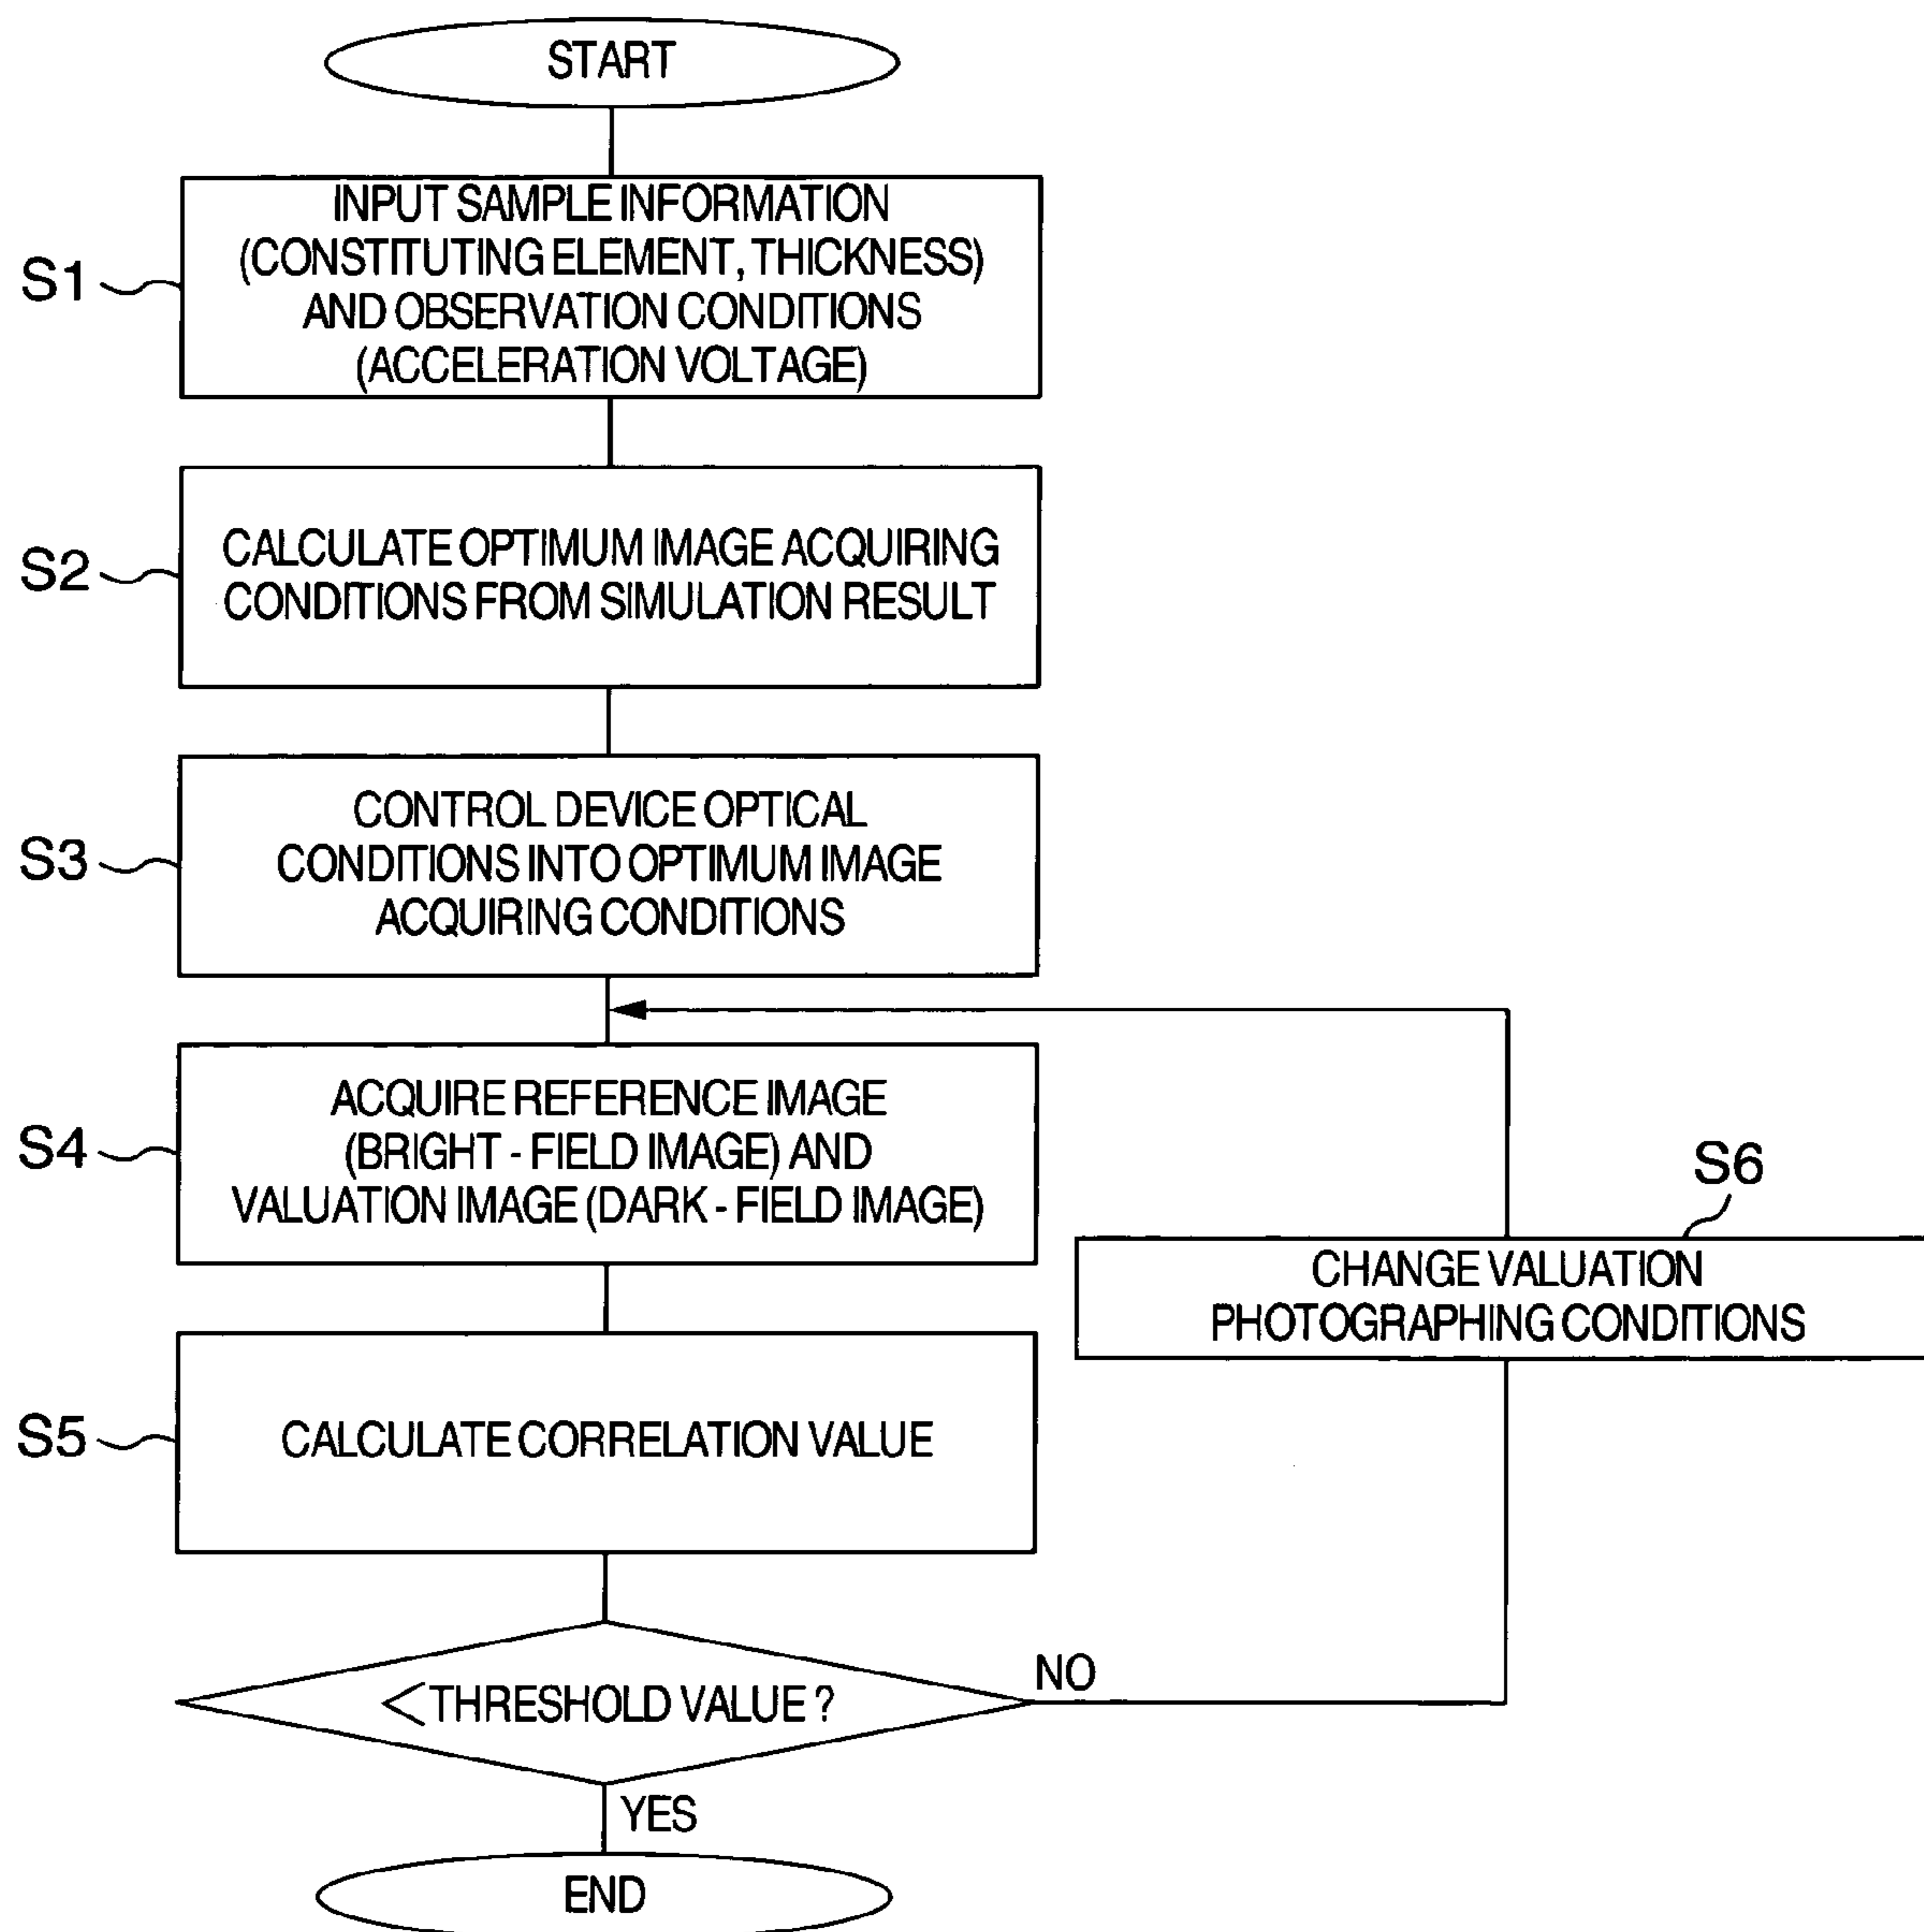 START
S1
INPUT SAMPLE INFORMATION
(CONSTITUTING ELEMENT, THICKNESS)
AND OBSERVATION CONDITIONS
(ACCELERATION VOLTAGE)
S2
CALCULATE OPTIMUM IMAGE ACQUIRING
CONDITIONS FROM SIMULATION RESULT
S3
CONTROL DEVICE OPTICAL
CONDITIONS INTO OPTIMUM IMAGE
ACQUIRING CONDITIONS
S4
ACQUIRE REFERENCE IMAGE
(BRIGHT - FIELD IMAGE) AND
VALUATION IMAGE (DARK - FIELD IMAGE)
S6
CHANGE VALUATION
PHOTOGRAPHING CONDITIONS
S5
CALCULATE CORRELATION VALUE
<THRESHOLD VALUE ?
NO
YES
END